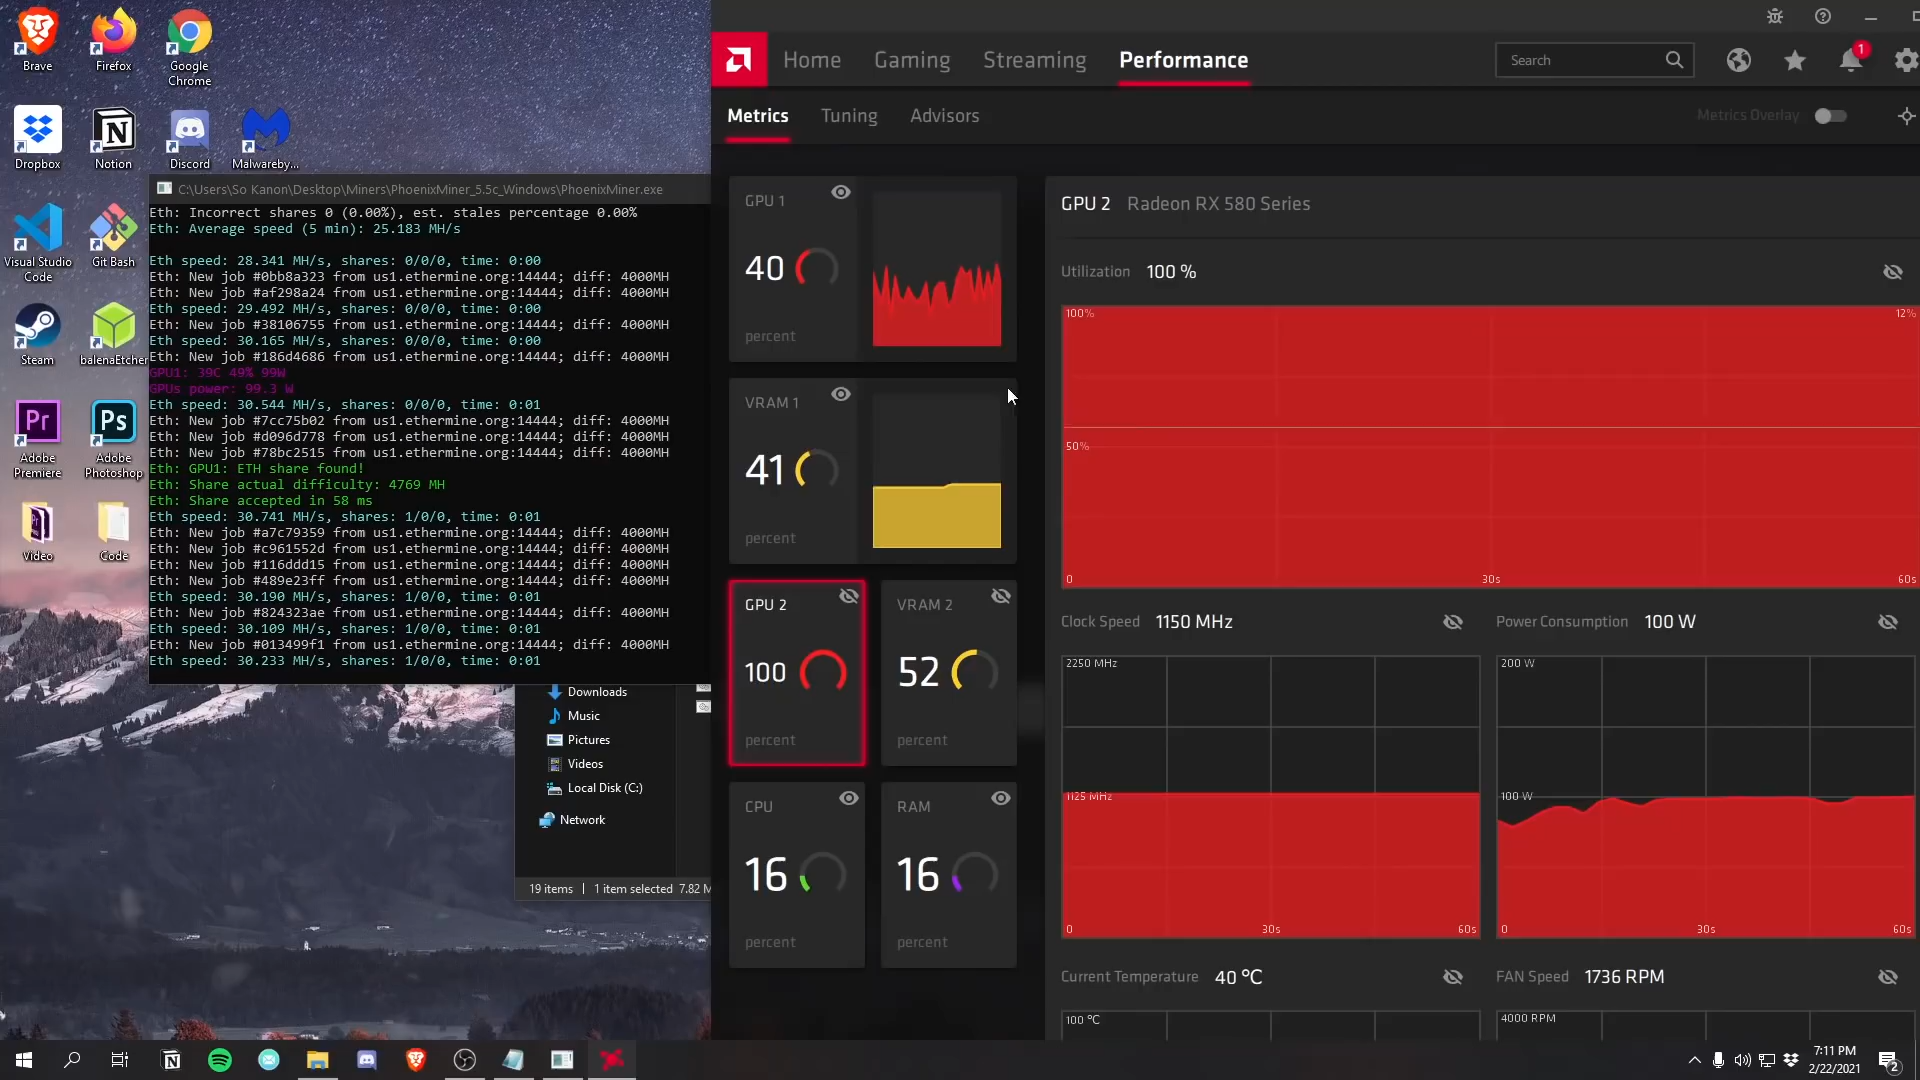 Brave
Firefox
Google
Chrome
Dropbox
Notion
Discord
Malwareby...
Visual Studio
Code
Git Bash
Steam
balenaEtcher
Adobe
Premiere
Adobe
Photoshop
Video
Code
C:\Users\So Kanon\Desktop\Miners\PhoenixMiner_5.5c_Windows\PhoenixMiner.exe
Eth: Incorrect shares 0 (0.00%), est. stales percentage 0.00%
Eth: Average speed (5 min): 25.183 MH/s
Eth speed: 28.341 MH/s, shares: 0/0/0, time: 0:00
Eth: New job #0bb8a323 from us1.ethermine.org:14444; diff: 4000MH
Eth: New job #af298a24 from us1.ethermine.org:14444; diff: 4000MH
Eth speed: 29.492 MH/s, shares: 0/0/0, time: 0:00
Eth: New job #38106755 from us1.ethermine.org:14444; diff: 4000MH
Eth speed: 30.165 MH/s, shares: 0/0/0, time: 0:00
Eth: New job #186d4686 from us1.ethermine.org:14444; diff: 4000MH
GPU1: 39C 49% 99W
GPUs power: 99.3 W
Eth speed: 30.544 MH/s, shares: 0/0/0, time: 0:01
Eth: New job #7cc75b02 from us1.ethermine.org:14444; diff: 4000MH
Eth: New job #d096d778 from us1.ethermine.org:14444; diff: 4000MH
Eth: New job #78bc2515 from us1.ethermine.org:14444; diff: 4000MH
Eth: GPU1: ETH share found!
Eth: Share actual difficulty: 4769 MH
Eth: Share accepted in 58 ms
Eth speed: 30.741 MH/s, shares: 1/0/0, time: 0:01
Eth: New job #a7c79359 from us1.ethermine.org:14444; diff: 4000MH
Eth: New job #c961552d from us1.ethermine.org:14444; diff: 4000MH
Eth: New job #116ddd15 from us1.ethermine.org:14444; diff: 4000MH
Eth: New job #489e23ff from us1.ethermine.org:14444; diff: 4000MH
Eth speed: 30.190 MH/s, shares: 1/0/0, time: 0:01
Eth: New job #824323ae from us1.ethermine.org:14444; diff: 4000MH
Eth speed: 30.109 MH/s, shares: 1/0/0, time: 0:01
Eth: New job #013499f1 from us1.ethermine.org:14444; diff: 4000MH
Eth speed: 30.233 MH/s, shares: 1/0/0, time: 0:01
Downloads
Music
Pictures
Videos
Local Disk (C:)
Network
19 items
1 item selected 7.82 M
Home
Gaming
Streaming
Performance
Search
1
Metrics
Tuning
Advisors
Metrics Overlay
GPU 1
40
percent
VRAM 1
41
percent
GPU 2
100
percent
VRAM 2
52
percent
CPU
16
percent
RAM
16
percent
GPU 2 Radeon RX 580 Series
Utilization 100 %
100%
12%
50%
0
30s
60s
Clock Speed 1150 MHz
2250 MHz
1125 MHz
0
30s
60s
Power Consumption 100 W
200 W
100 W
0
30s
60s
Current Temperature 40 °C
100 °C
FAN Speed 1736 RPM
4000 RPM
Pr
Ps
7:11 PM
2/22/2021
2